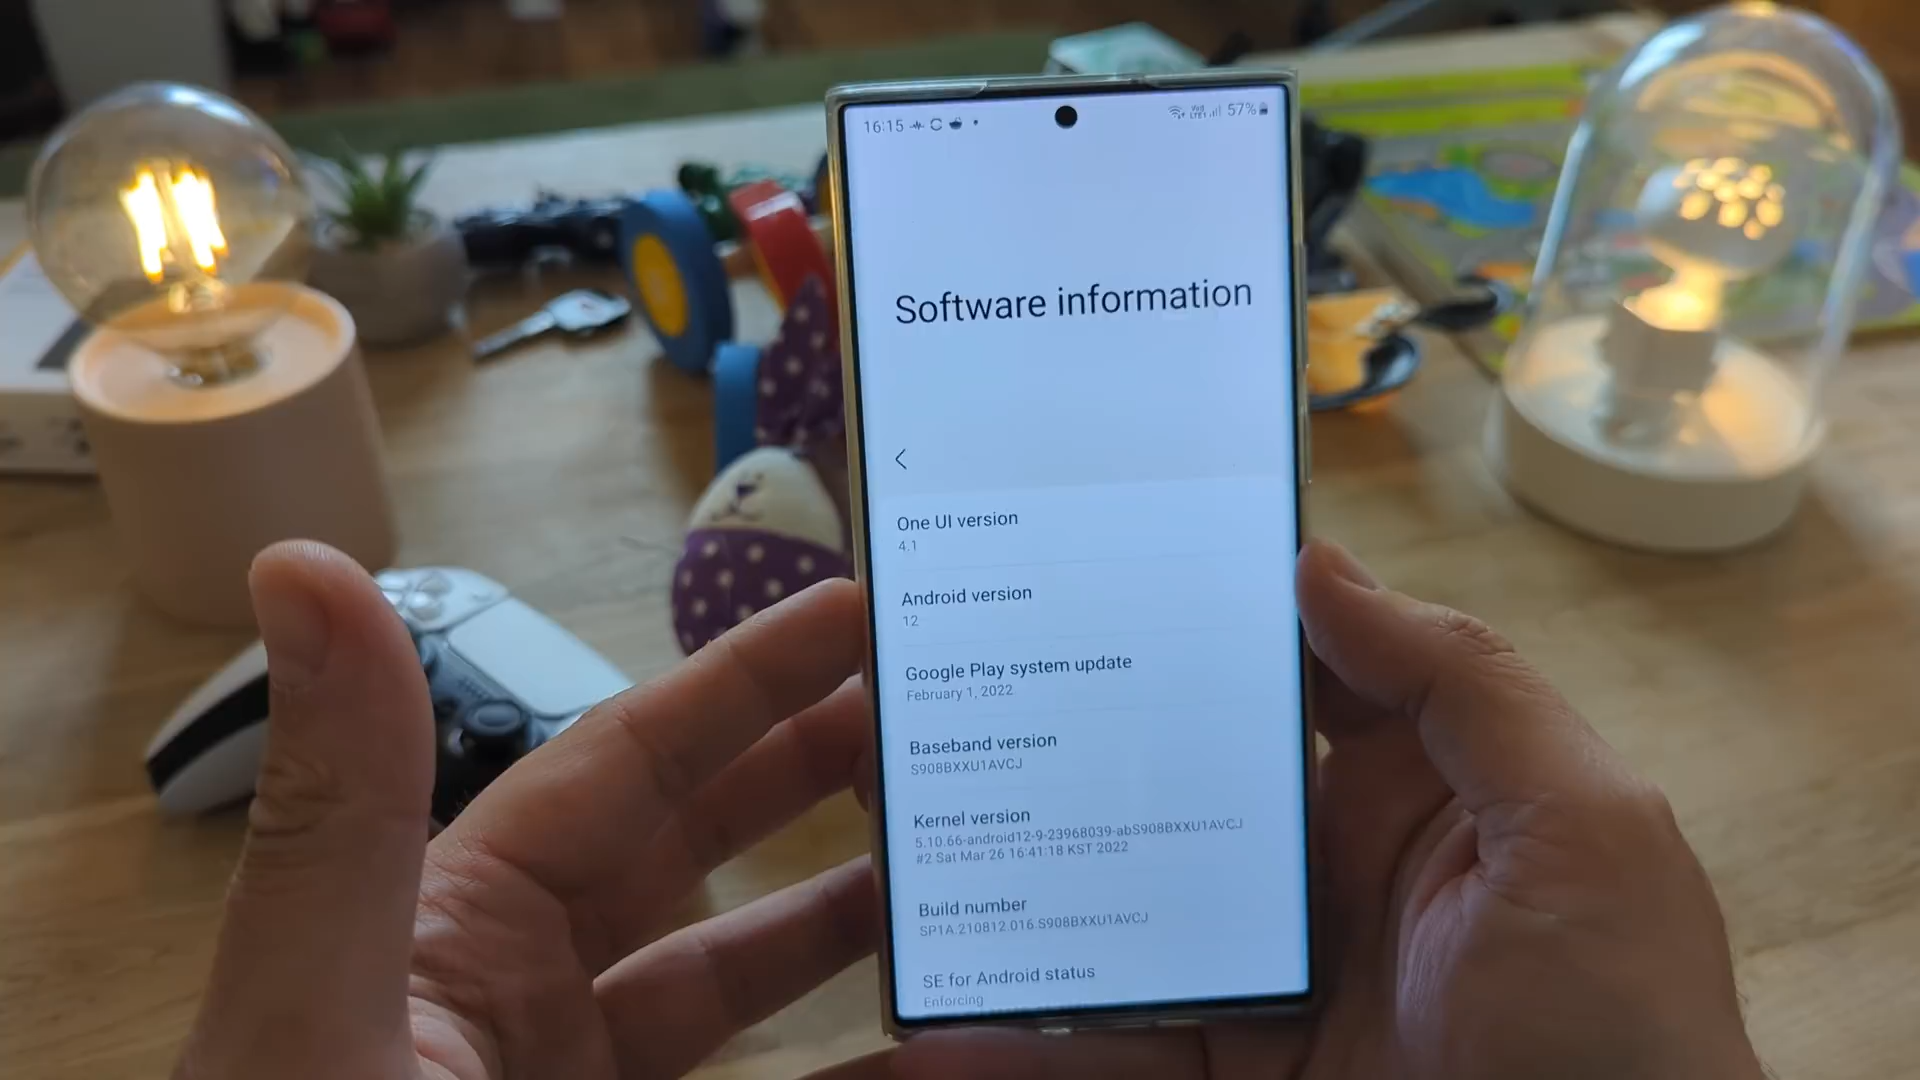 16:15
57%
Software information
One UI version
4.1
Android version
12
Google Play system update
February 1, 2022
Baseband version
S908BXXU1AVCJ
Kernel version
5.10.66-android12-9-23968039-abS908BXXU1AVCJ
#2 Sat Mar 26 16:41:18 KST 2022
Build number
SP1A.210812.016.S908BXXU1AVCJ
SE for Android status
Enforcing